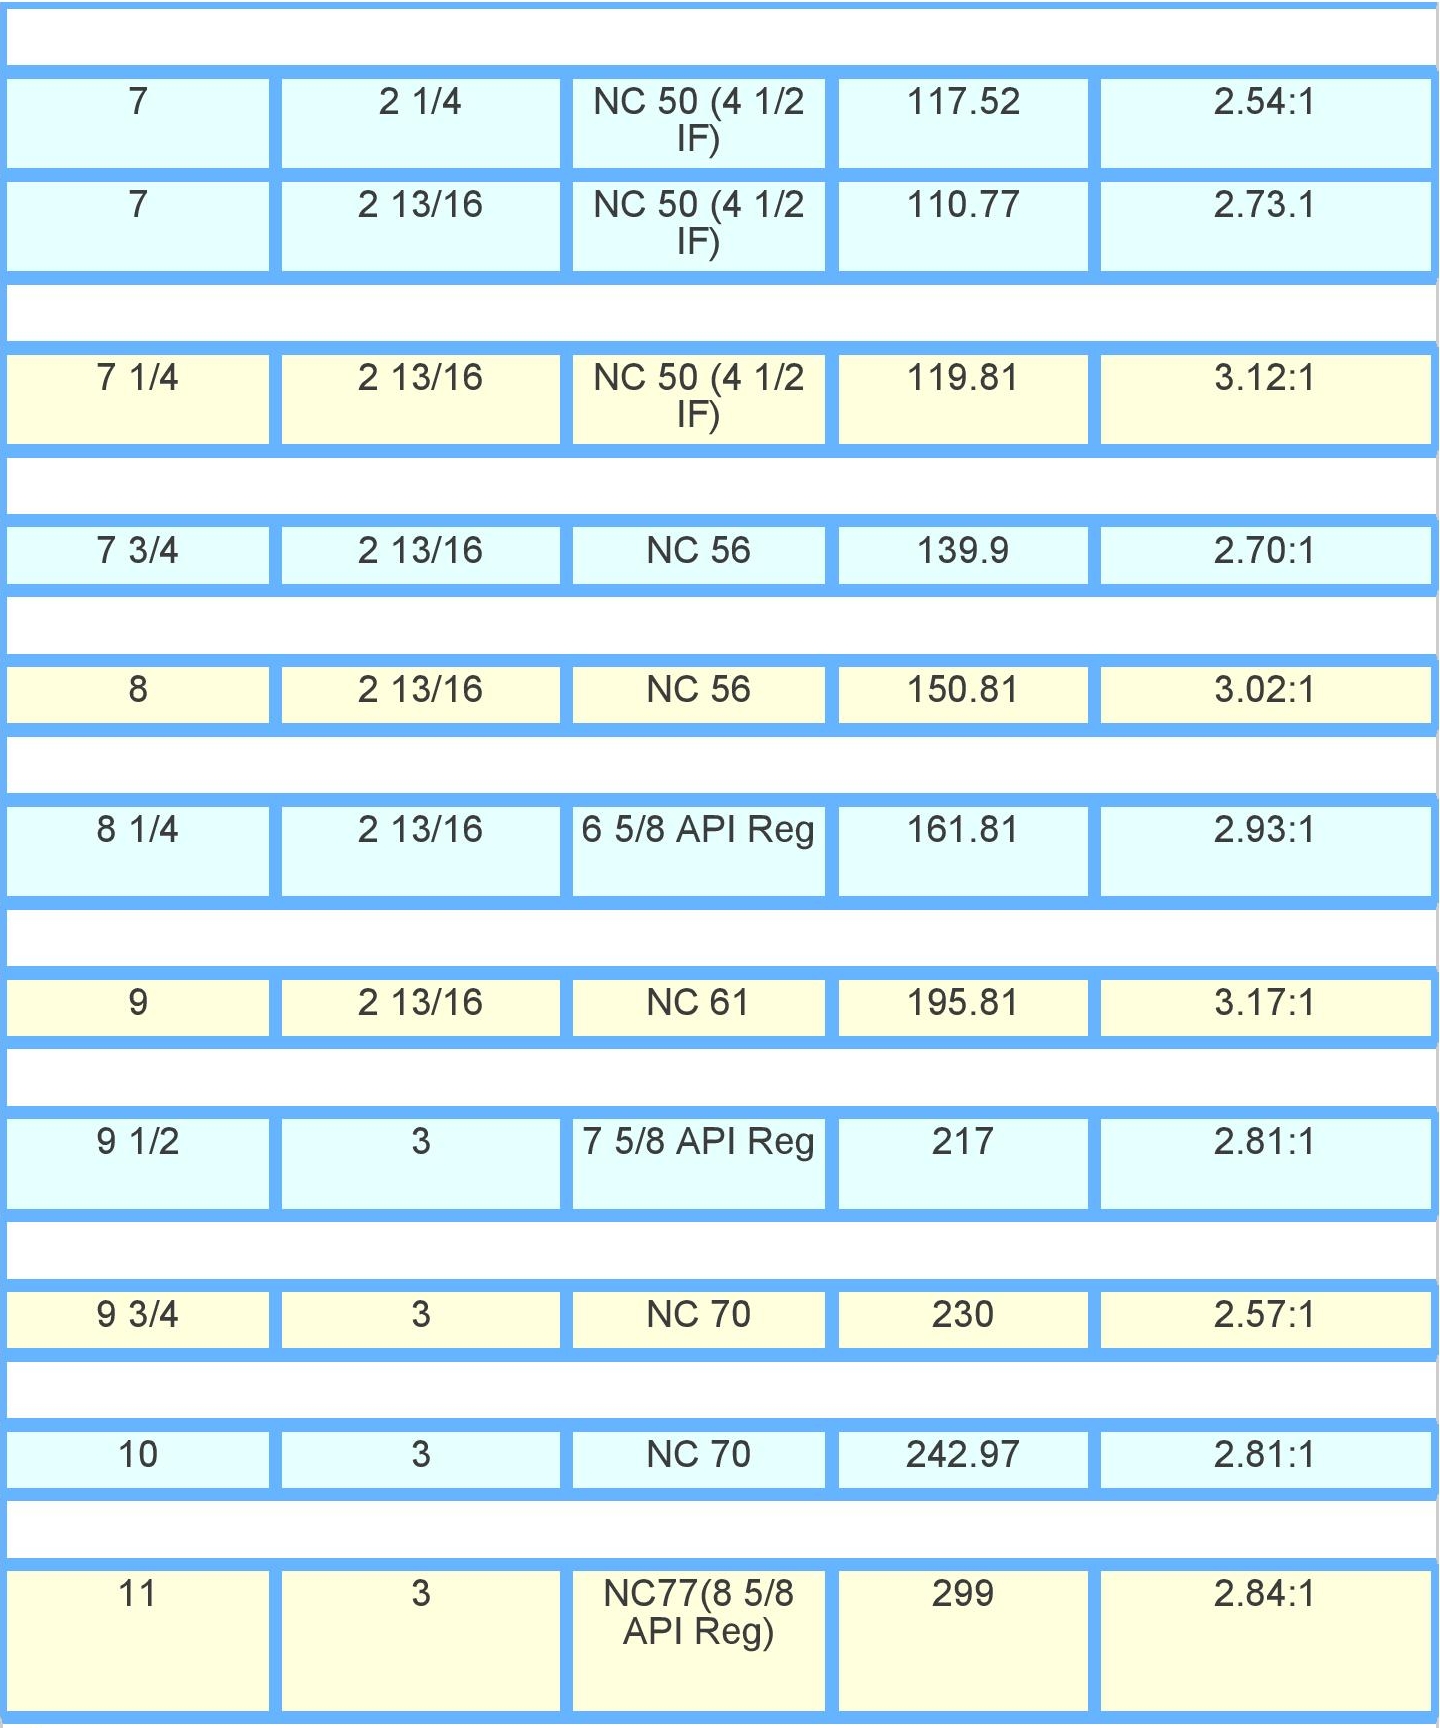 7 2 1/4 NC 50 (4 1/2 117.52 2.54:1
IF)
7 2 13/16 NC 50 (4 1/2 110.77 2.73.1
IF)
7 1/4 2 13/16 NC 50 (4 1/2 119.81 3.12:1
IF)
7 3/4 2 13/16 NC 56 139.9 2.70:1
8 2 13/16 NC 56 150.81 3.02:1
8 1/4 2 13/16 6 5/8 API Reg 161.81 2.93:1
9 2 13/16 NC 61 195.81 3.17:1
9 1/2 3 7 5/8 API Reg 217 2.81:1
9 3/4 3 NC 70 230 2.57:1
10 3 NC 70 242.97 2.81:1
11 3 NC77(8 5/8 299 2.84:1
API Reg)